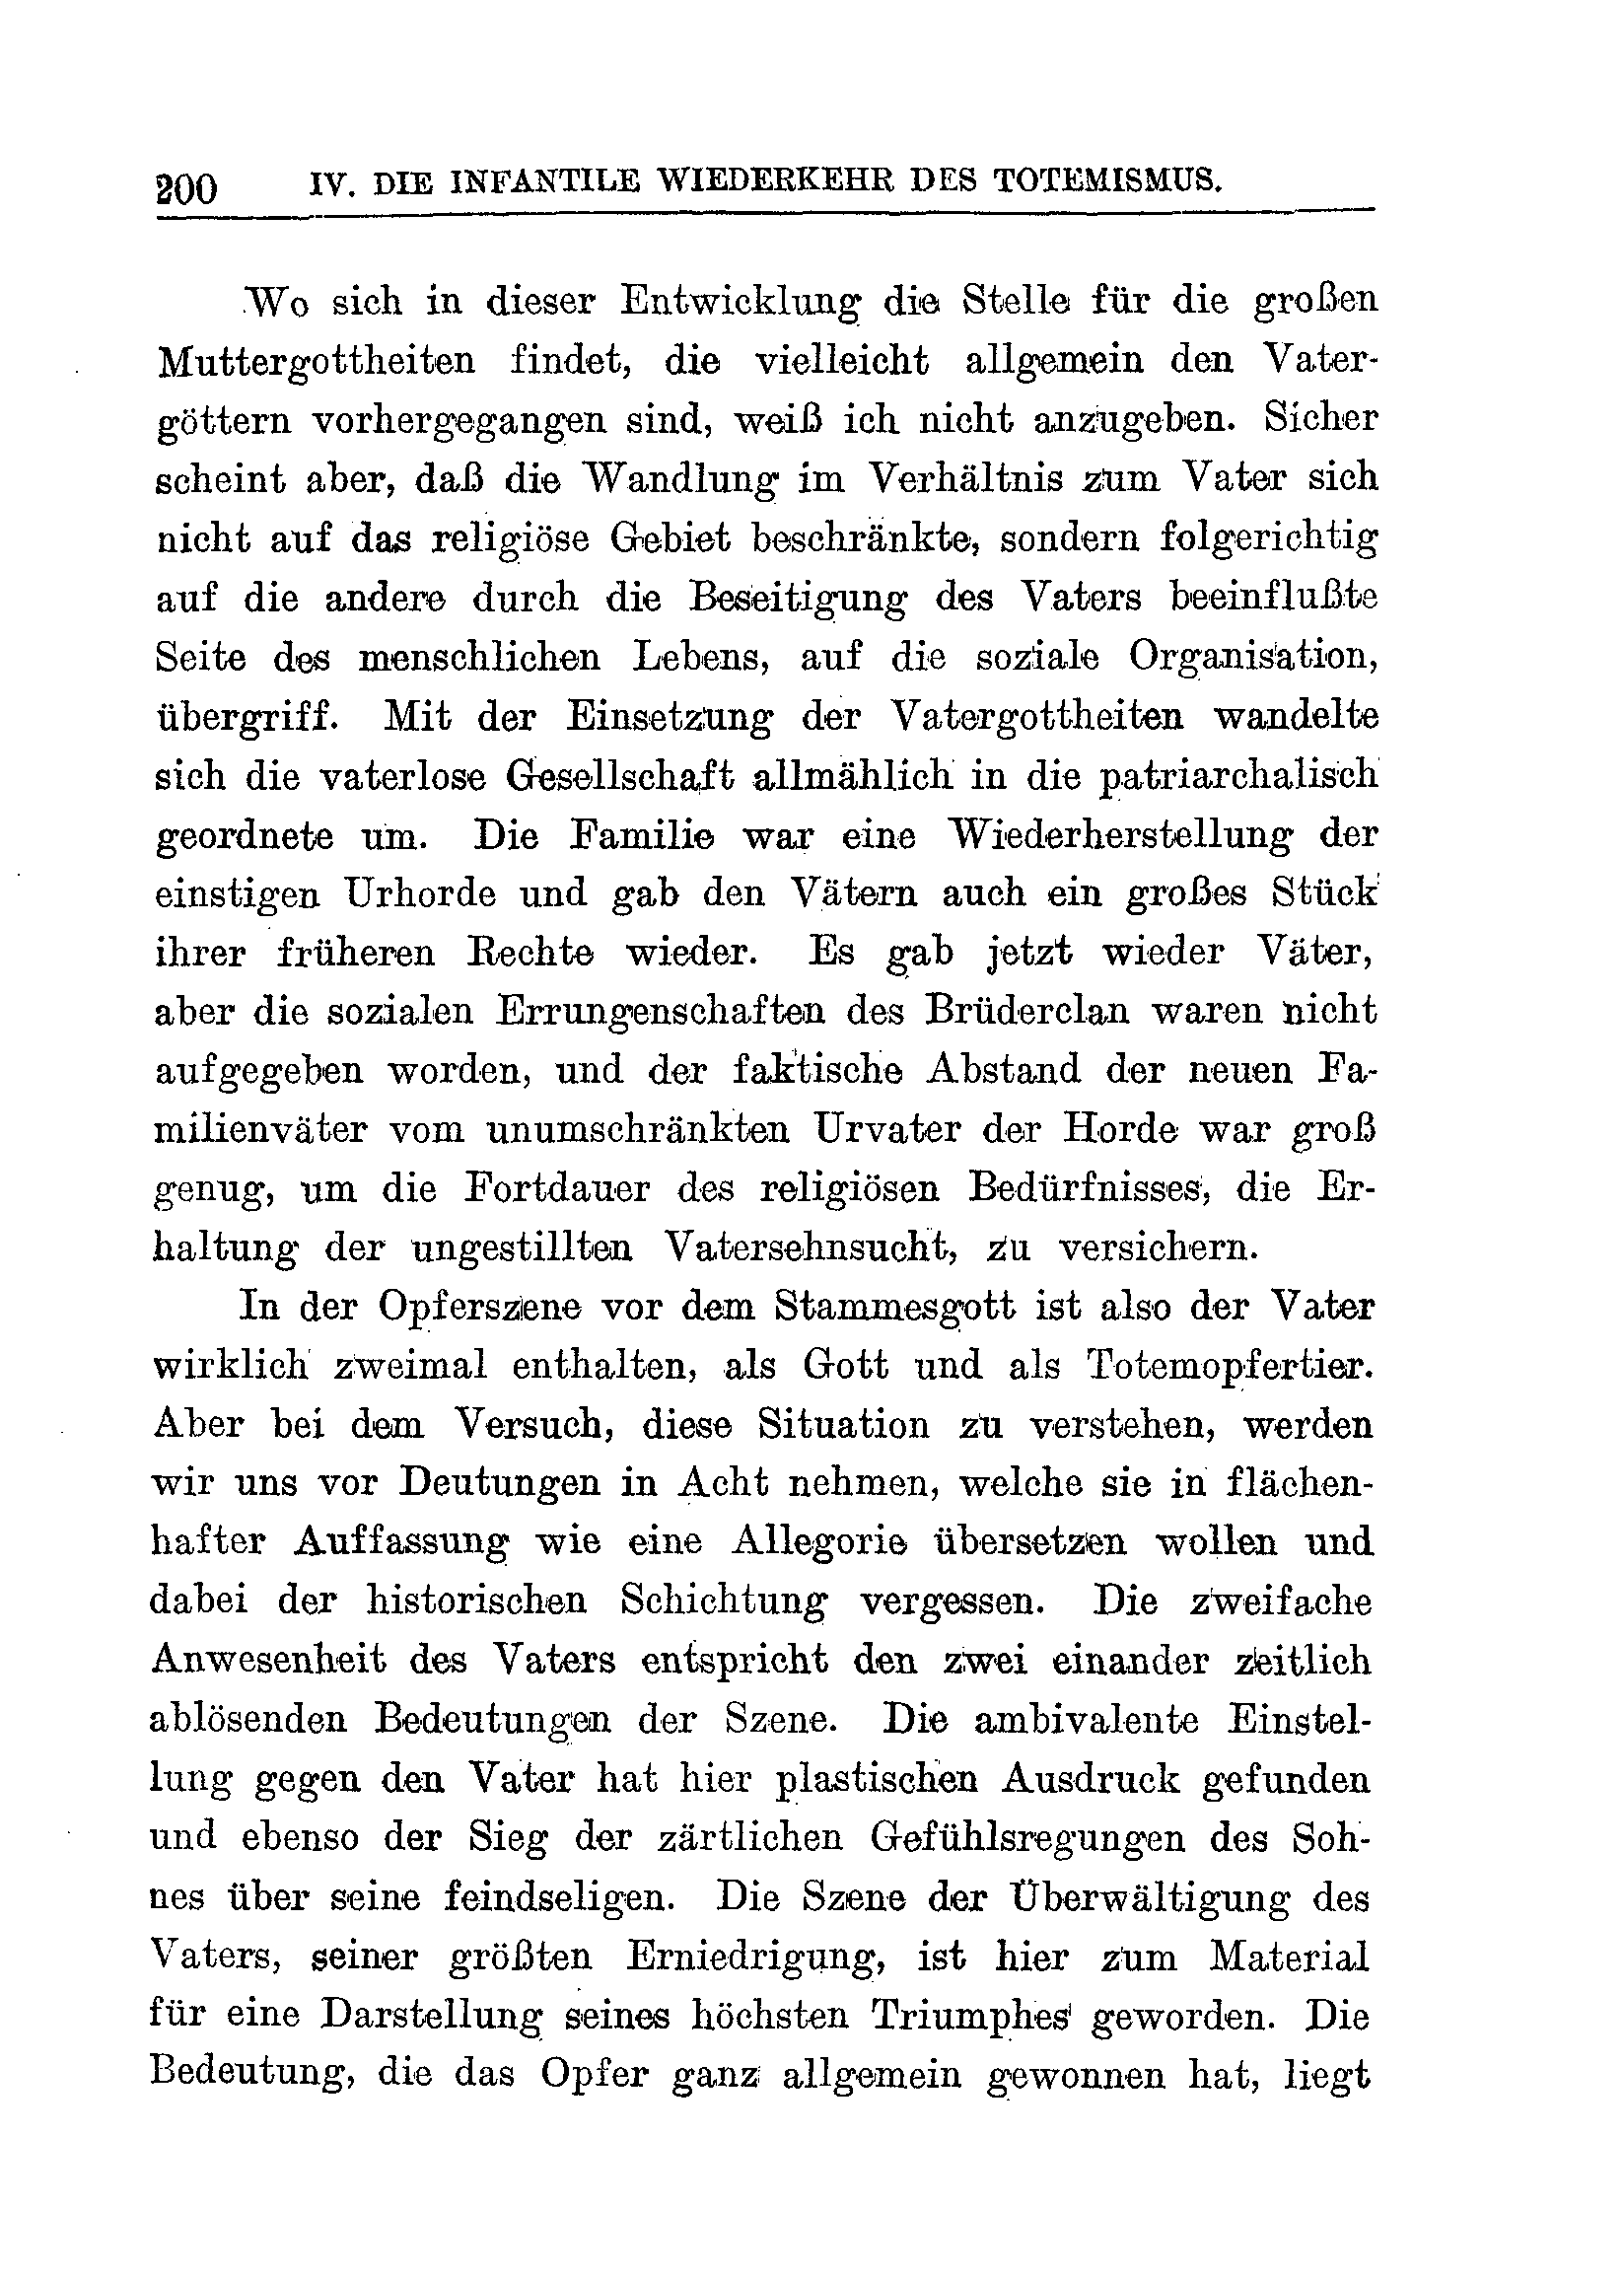 200 IV. DIE INFANTILE WIEDERKEHR DES TOTEMISMUS.
Wo sich in dieser Entwicklung die Stelle für die großen
Muttergottheiten findet, die vielleicht allgemein den Vater-
göttern vorhergegangen sind, weiß ich nicht anzugeben. Sicher
scheint aber, daß die Wandlung im Verhältnis zum Vater sich
nicht auf das religiöse Gebiet beschränkte, sondern folgerichtig
auf die andere durch die Beseitigung des Vaters beeinflußte
Seite des menschlichen Lebens, auf die soziale Organisation,
übergriff. Mit der Einsetzung der Vatergottheiten wandelte
sich die vaterlose Gesellschaft allmählich in die patriarchalisch
geordnete um. Die Familie war eine Wiederherstellung der
einstigen Urhorde und gab den Vätern auch ein großes Stück
ihrer früheren Rechte wieder. Es gab jetzt wieder Väter,
aber die sozialen Errungenschaften des Brüderclan waren nicht
aufgegeben worden, und der faktische Abstand der neuen Fa-
milienväter vom unumschränkten Urvater der Horde war groß
genug, um die Fortdauer des religiösen Bedürfnisses, die Er-
haltung der ungestillten Vatersehnsucht, zu versichern.
In der Opferszene vor dem Stammesgott ist also der Vater
wirklich zweimal enthalten, als Gott und als Totemopfertier.
Aber bei dem Versuch, diese Situation zu verstehen, werden
wir uns vor Deutungen in Acht nehmen, welche sie in flächen-
hafter Auffassung wie eine Allegorie übersetzen wollen und
dabei der historischen Schichtung vergessen. Die zweifache
Anwesenheit des Vaters entspricht den zwei einander zeitlich
ablösenden Bedeutungen der Szene. Die ambivalente Einstel-
lung gegen den Vater hat hier plastischen Ausdruck gefunden
und ebenso der Sieg der zärtlichen Gefühlsregungen des Soh-
nes über seine feindseligen. Die Szene der Überwältigung des
Vaters, seiner größten Erniedrigung, ist hier zum Material
für eine Darstellung seines höchsten Triumphes geworden. Die
Bedeutung, die das Opfer ganz allgemein gewonnen hat, liegt